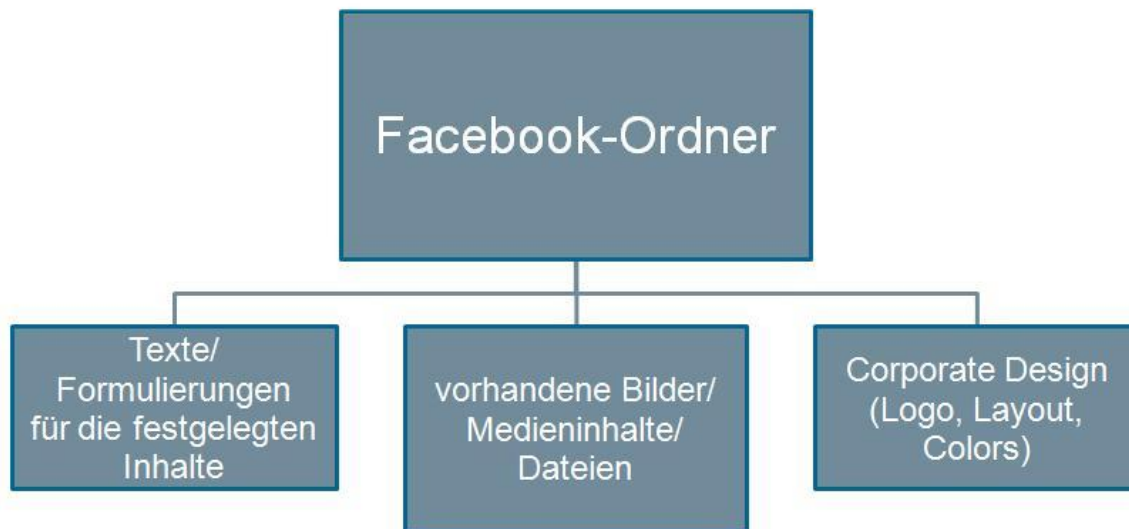 Facebook-Ordner
Texte/
Formulierungen
für die festgelegten
Inhalte
vorhandene Bilder/
Medieninhalte/
Dateien
Corporate Design
(Logo, Layout,
Colors)